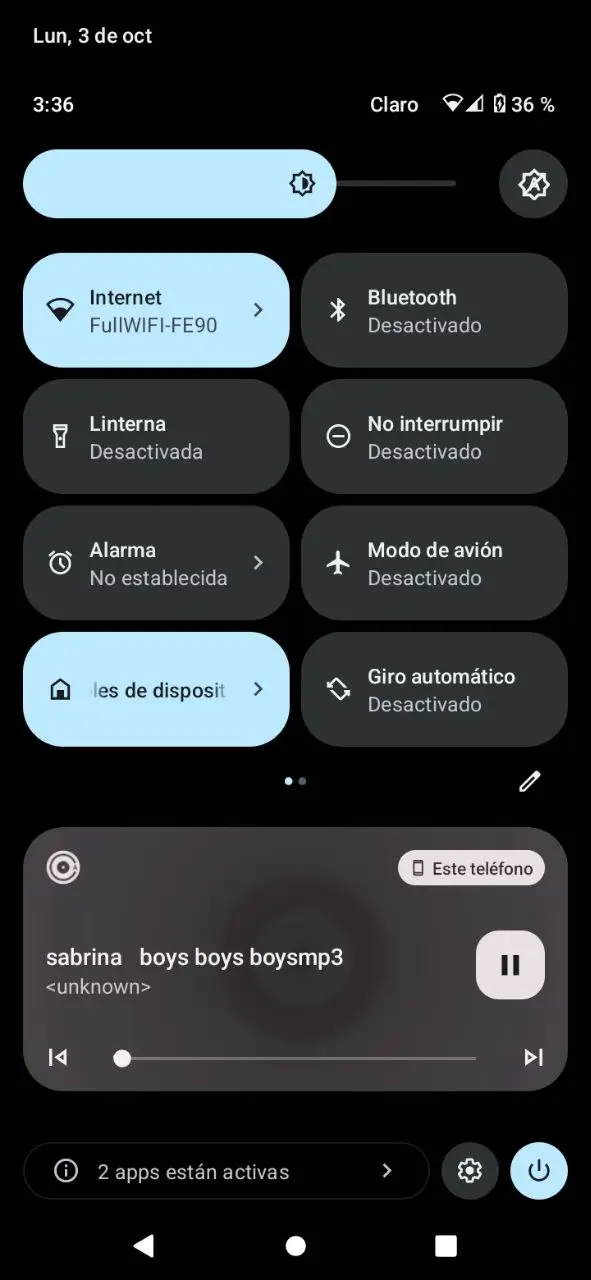 Lun, 3 de oct
3:36
Claro
36 %
Internet
FullWIFI-FE90
Bluetooth
Desactivado
Linterna
Desactivada
No interrumpir
Desactivado
Alarma
No establecida
Modo de avión
Desactivado
les de disposit
Giro automático
Desactivado
Este teléfono
sabrina   boys boys boysmp3
<unknown>
2 apps están activas